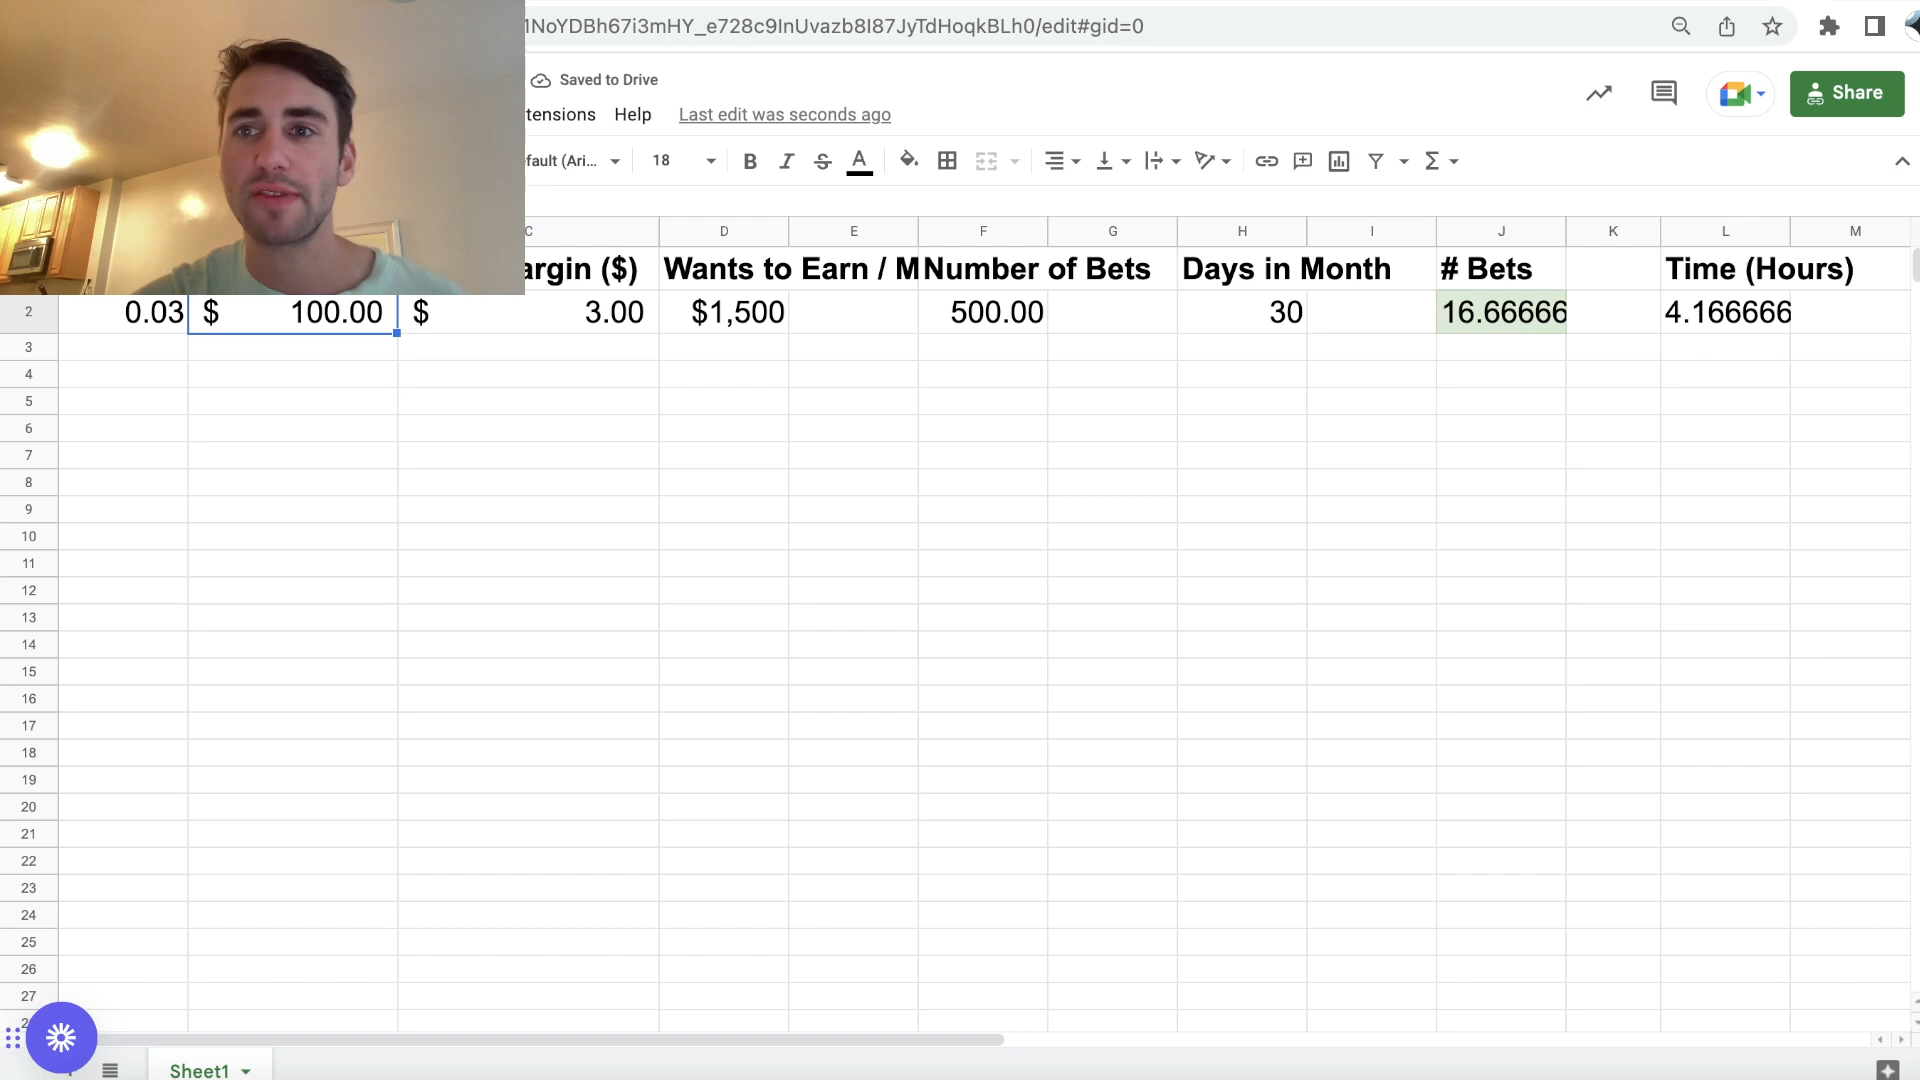 1NoYDBh67i3mHY_e728c9InUvazb8I87JyTdHoqkBLh0/edit#gid=0
Saved to Drive
tensions Help Last edit was seconds ago
Share
fault (Ari... 18 B I S A Σ
C D E F G H I J K L M
argin ($) Wants to Earn / M Number of Bets Days in Month # Bets Time (Hours)
2 0.03 $ 100.00 $ 3.00 $1,500 500.00 30 16.66666 4.166666
3
4
5
6
7
8
9
10
11
12
13
14
15
16
17
18
19
20
21
22
23
24
25
26
27
2
Sheet1